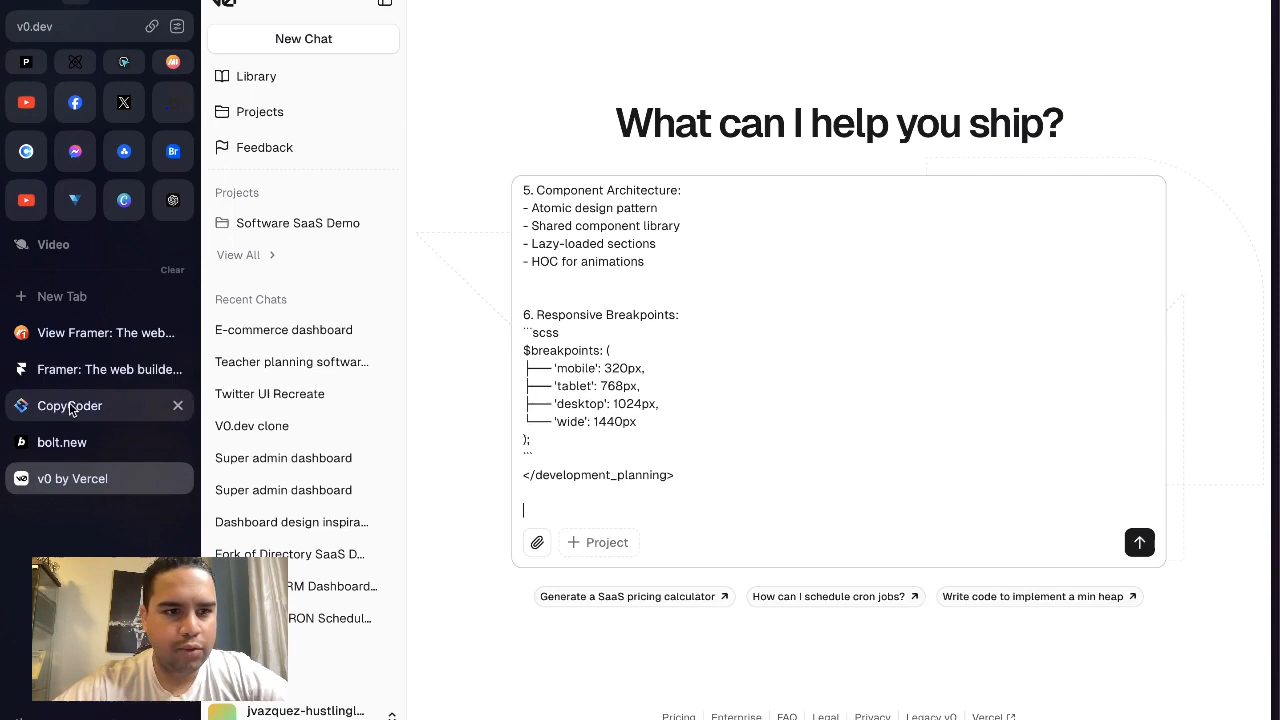 v0.dev
New Chat
Library
Projects
Feedback
Projects
Software SaaS Demo
View All
Recent Chats
E-commerce dashboard
Teacher planning softwar...
Twitter UI Recreate
V0.dev clone
Super admin dashboard
Super admin dashboard
Dashboard design inspira...
Fork of Directory SaaS D...
RM Dashboard...
RON Schedul...
jvazquez-hustlingl...
Video
Clear
New Tab
View Framer: The web...
Framer: The web builde...
CopyCoder
bolt.new
v0 by Vercel
What can I help you ship?
5. Component Architecture:
- Atomic design pattern
- Shared component library
- Lazy-loaded sections
- HOC for animations
6. Responsive Breakpoints:
```scss
$breakpoints: (
├── 'mobile': 320px,
├── 'tablet': 768px,
├── 'desktop': 1024px,
└── 'wide': 1440px
);
```
</development_planning>
Project
Generate a SaaS pricing calculator
How can I schedule cron jobs?
Write code to implement a min heap
Pricing
Enterprise
FAQ
Legal
Privacy
Legacy v0
Vercel